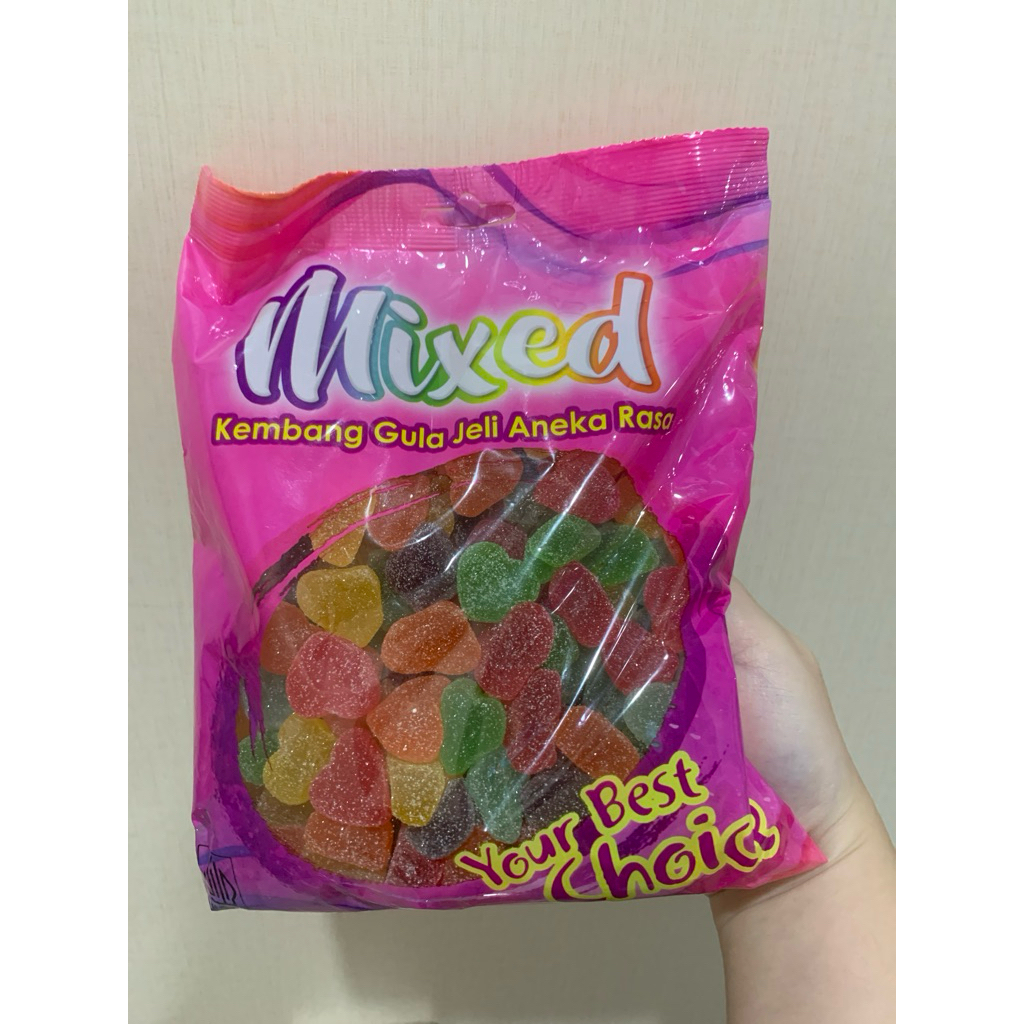 Mixed
Kembang Gula Jeli Aneka Rasa
Your Best
Choice